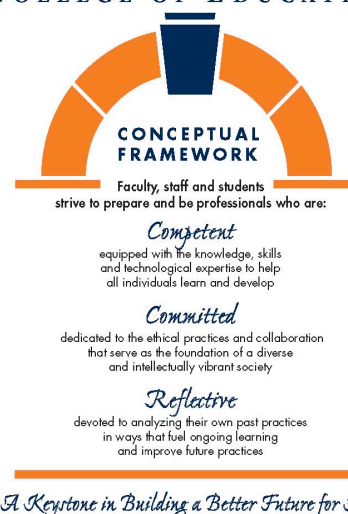 OF
CONCEPTUAL
FRAMEWORK
Faculty, staff and students
strive to prepare and be professionals who are:
Competent
equipped with the knowledge, skills
and technological expertise to help
all individuals learn and develop
Committed
dedicated to the ethical practices and collaboration
that serve as the foundation of a diverse
and intellectually vibrant society
Reflective
devoted to analyzing their own past practices
in ways that fuel ongoing learning
and improve future practices
A Keystone in Building a Better Future for